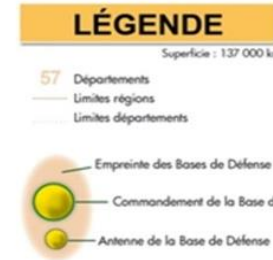 LÉGENDE
Superficie : 137 000 k
57 Départements
Limites régions
Limites départements
Empreinte des Bases de Défense
Commandement de la Base d
Antenne de la Base de Défense